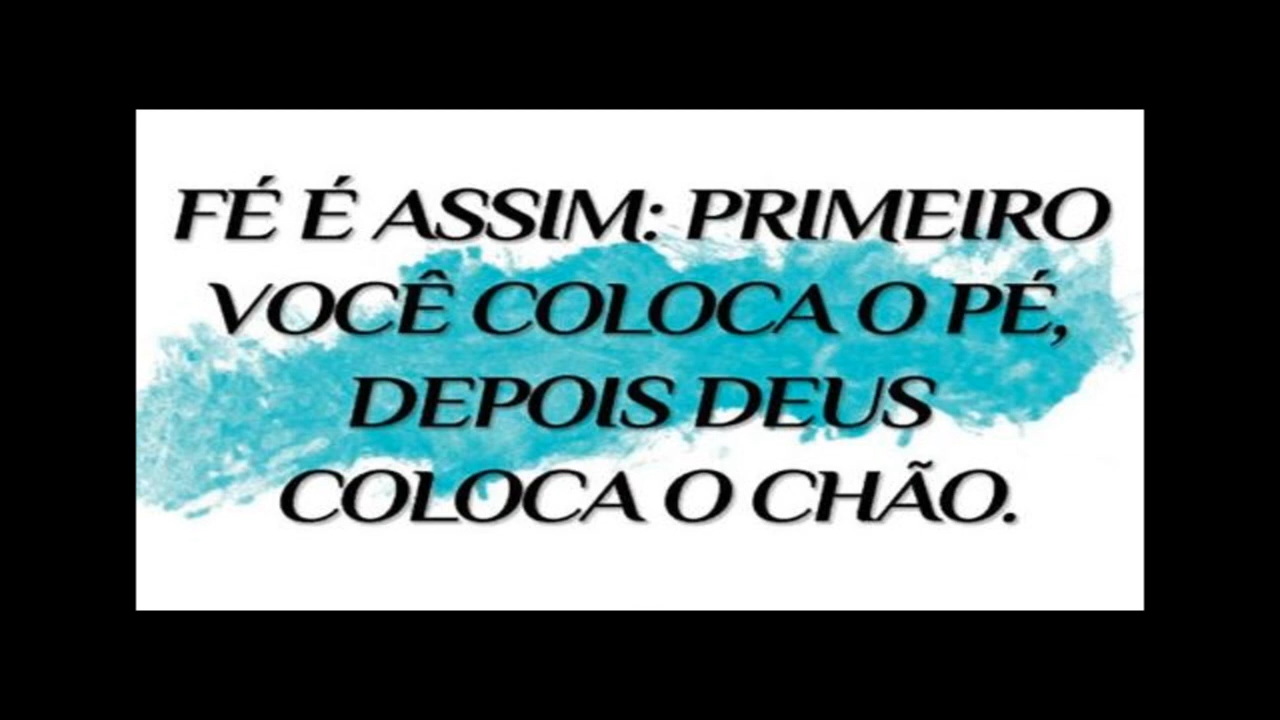 FÉ É ASSIM: PRIMEIRO
VOCÊ COLOCA O PÉ,
DEPOIS DEUS
COLOCA O CHÃO.